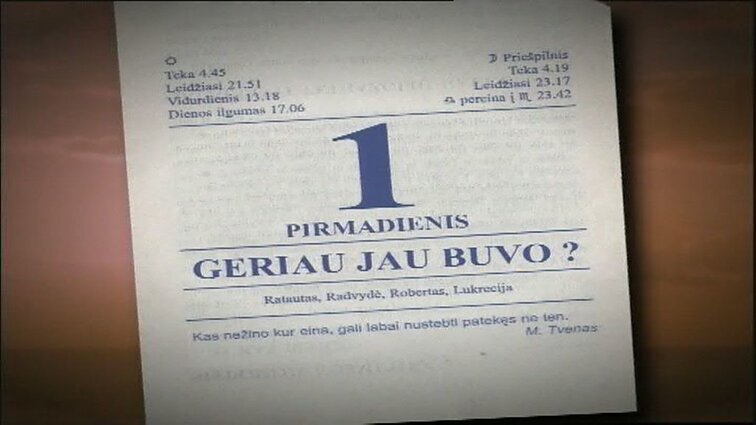 Teka 4.45
Leidžiasi 21.51
Vidurdienis 13.18
Dienos ilgumas 17.06
☽ Priešpilnis
Teka 4.19
Leidžiasi 23.17
♎ pereina į ♏ 23.42
1
PIRMADIENIS
GERIAU JAU BUVO ?
Ratautas, Radvydė, Robertas, Lukrecija
Kas nežino kur eina, gali labai nustebti patekęs ne ten.
M. Tvenas